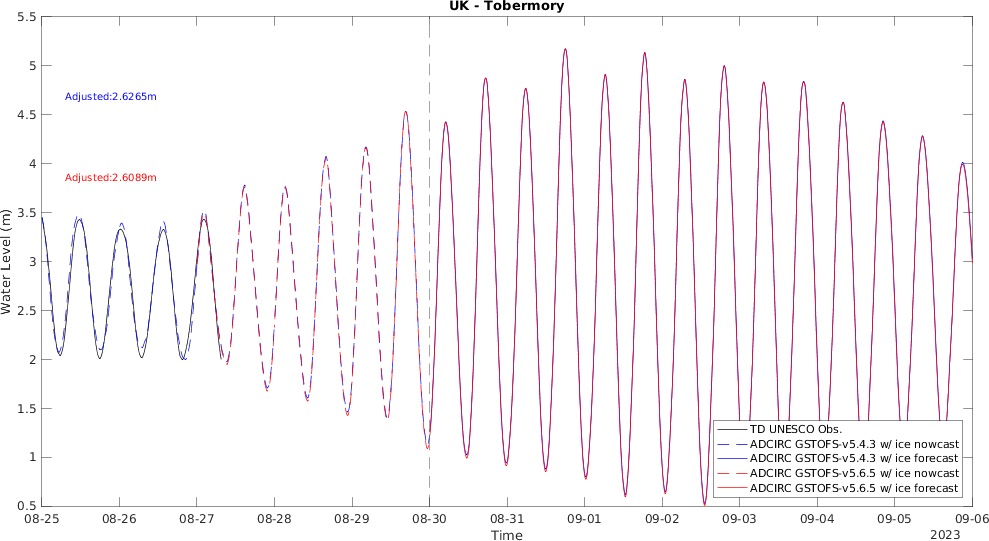 UK - Tobermory
5.5
5
4.5
4
3.5
3
2.5
2
1.5
1
0.5
Water Level (m)
Adjusted:2.6265m
Adjusted:2.6089m
TD UNESCO Obs.
ADCIRC GSTOFS-v5.4.3 w/ ice nowcast
ADCIRC GSTOFS-v5.4.3 w/ ice forecast
ADCIRC GSTOFS-v5.6.5 w/ ice nowcast
ADCIRC GSTOFS-v5.6.5 w/ ice forecast
08-25 08-26 08-27 08-28 08-29 08-30 08-31 09-01 09-02 09-03 09-04 09-05 09-06
Time
2023